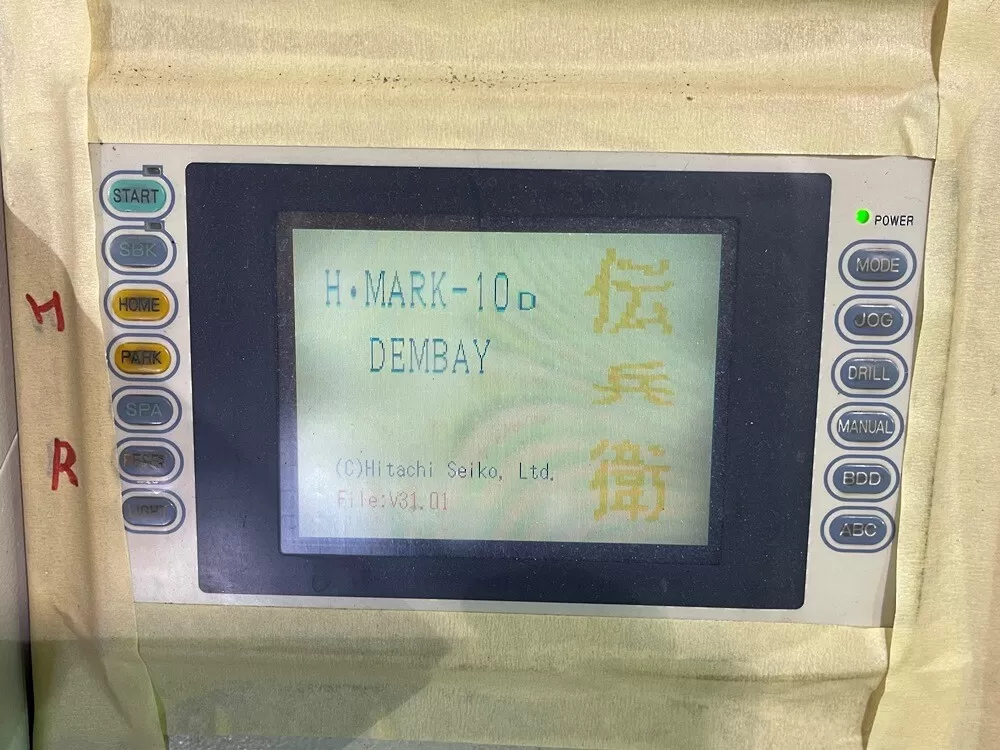 START
SBK
HOME
PARK
SPA
H
R
H・MARK-10D
DEMBAY
伝兵衛
(C)Hitachi Seiko, Ltd.
File:V31.01
POWER
MODE
JOG
DRILL
MANUAL
BDD
ABC